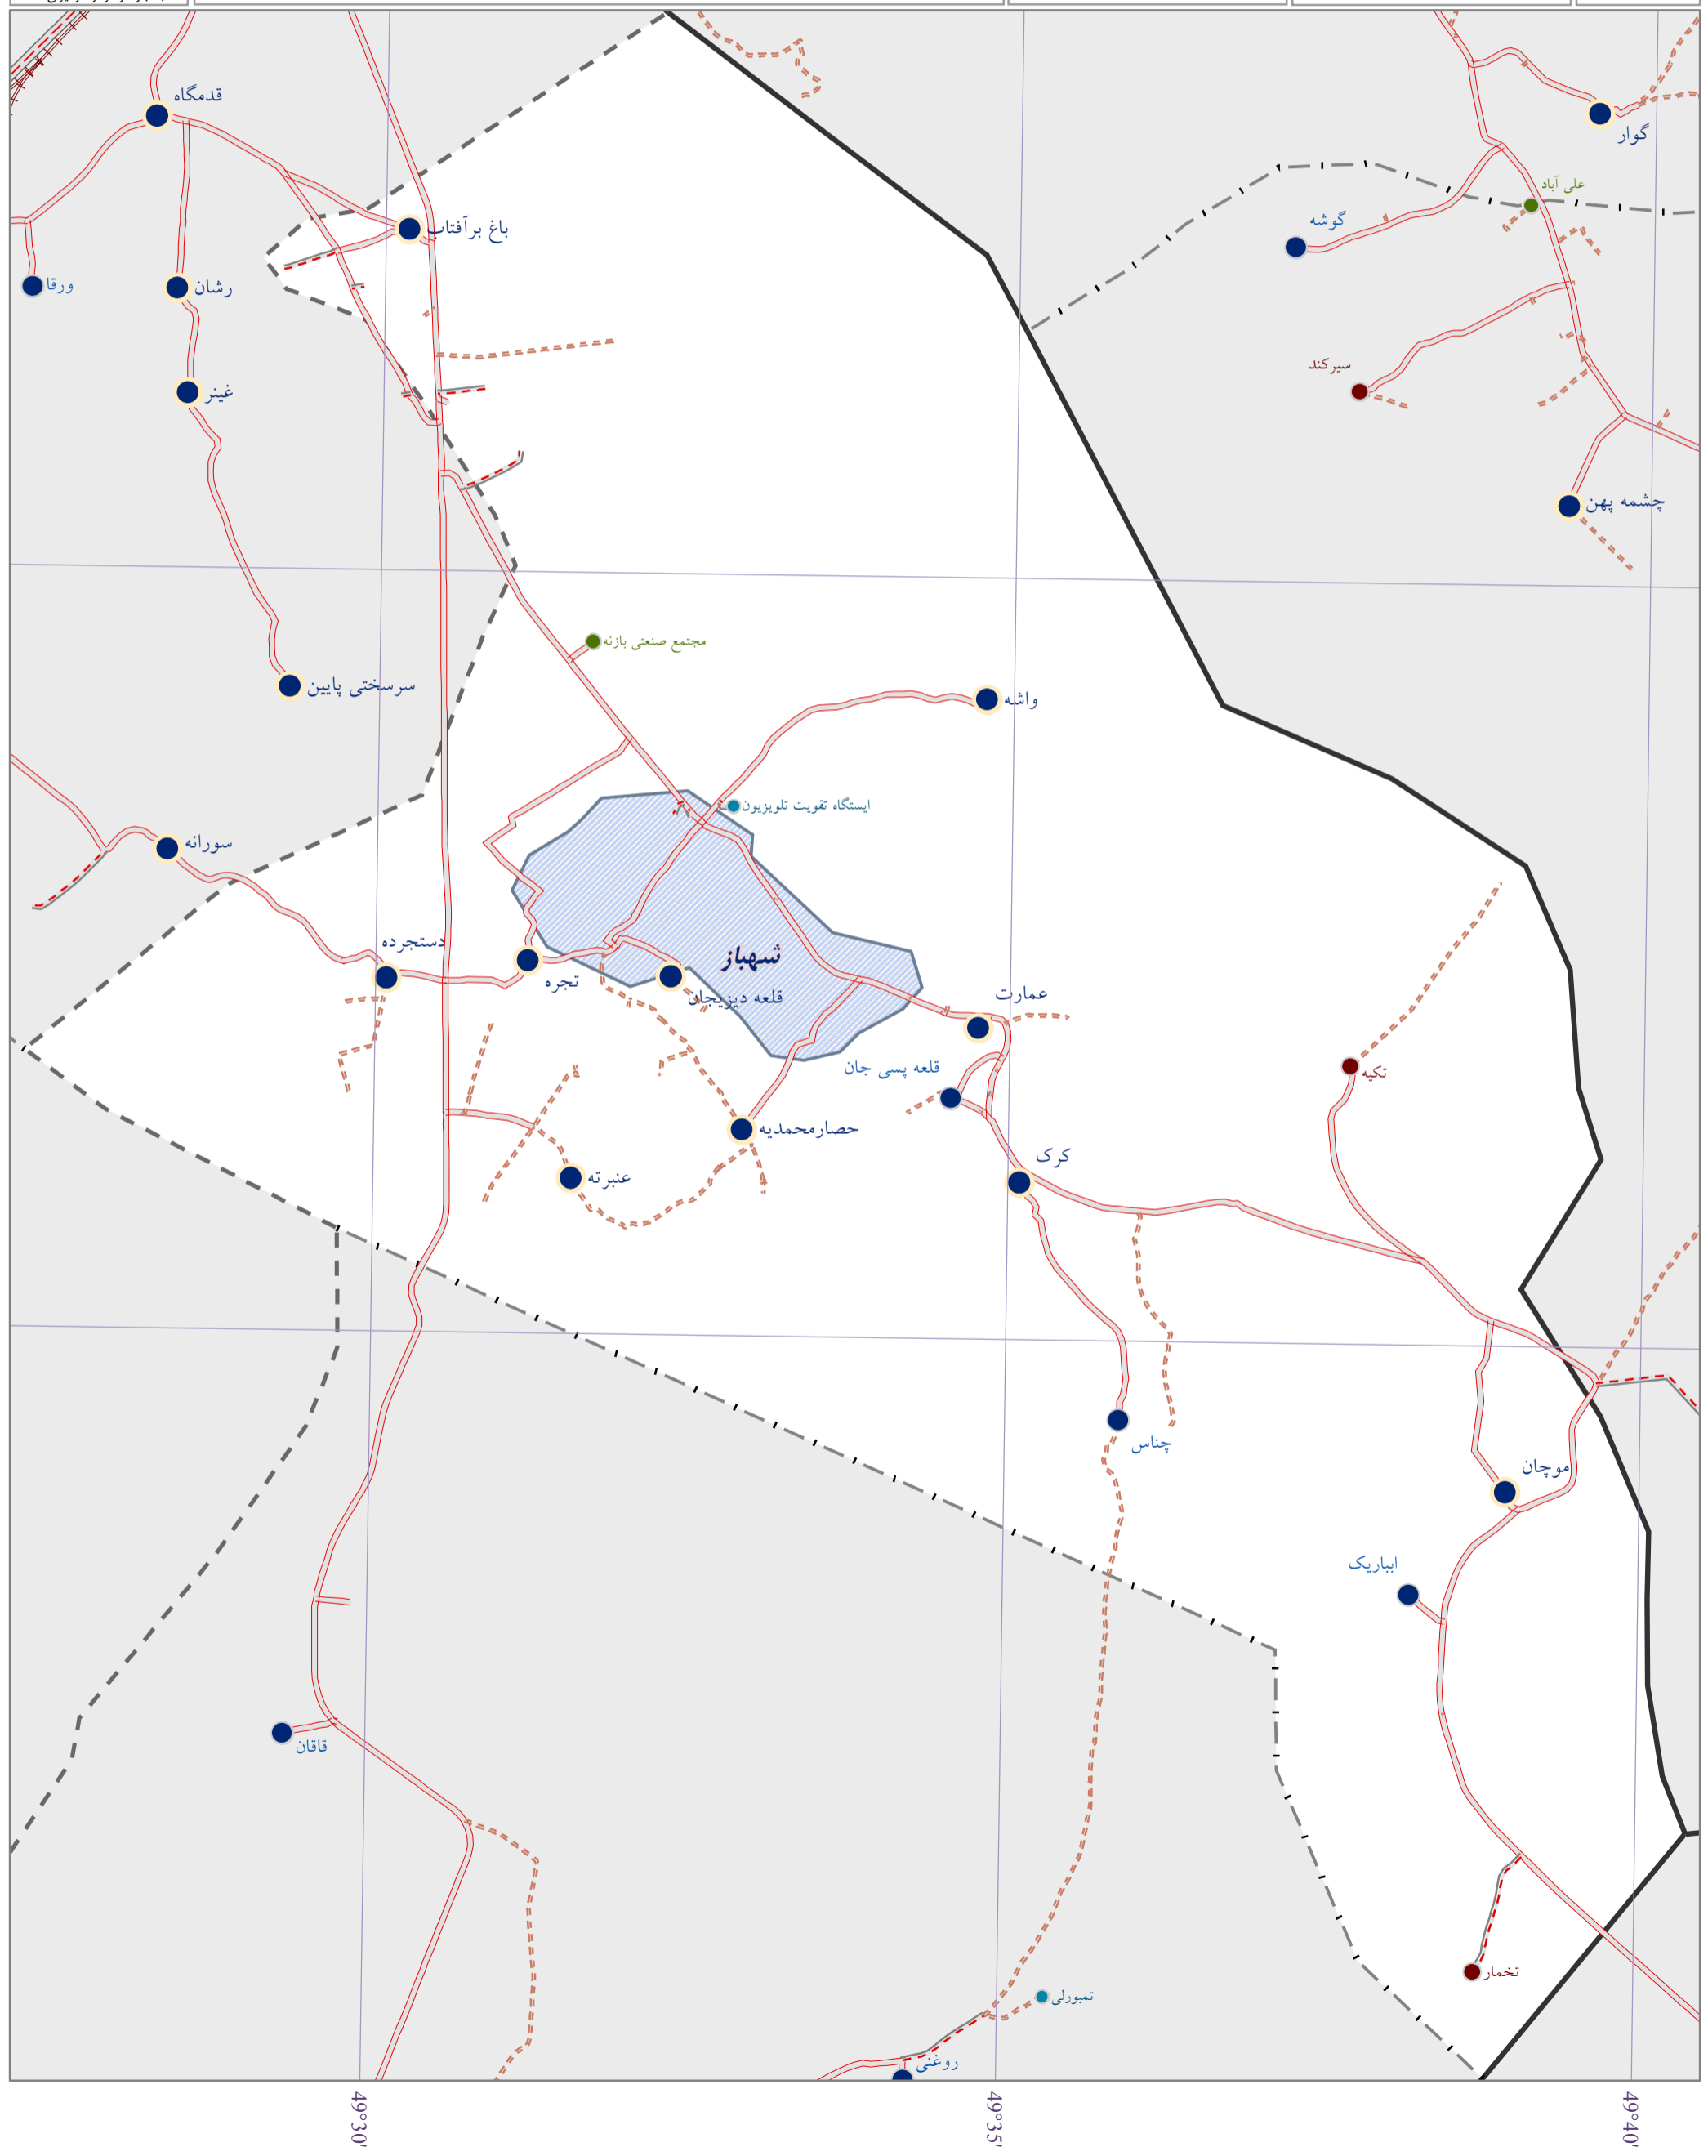 قدمگاه
گوار
علی آباد
گوشه
باغ برآفتاب
ورقا
رشان
سیرکند
غینر
چشمه پهن
مجتمع صنعتی بازنه
سرسختی پایین
واشه
ایستگاه تقویت تلویزیون
سورانه
دستجرده
شهباز
تجره
قلعه دیزیجان
عمارت
قلعه پسی جان
تکیه
حصارمحمدیه
کرک
عنبرته
چناس
موچان
ابباریک
قاقان
تخمار
تمبورلی
روغنی
49°30'
49°35'
49°40'